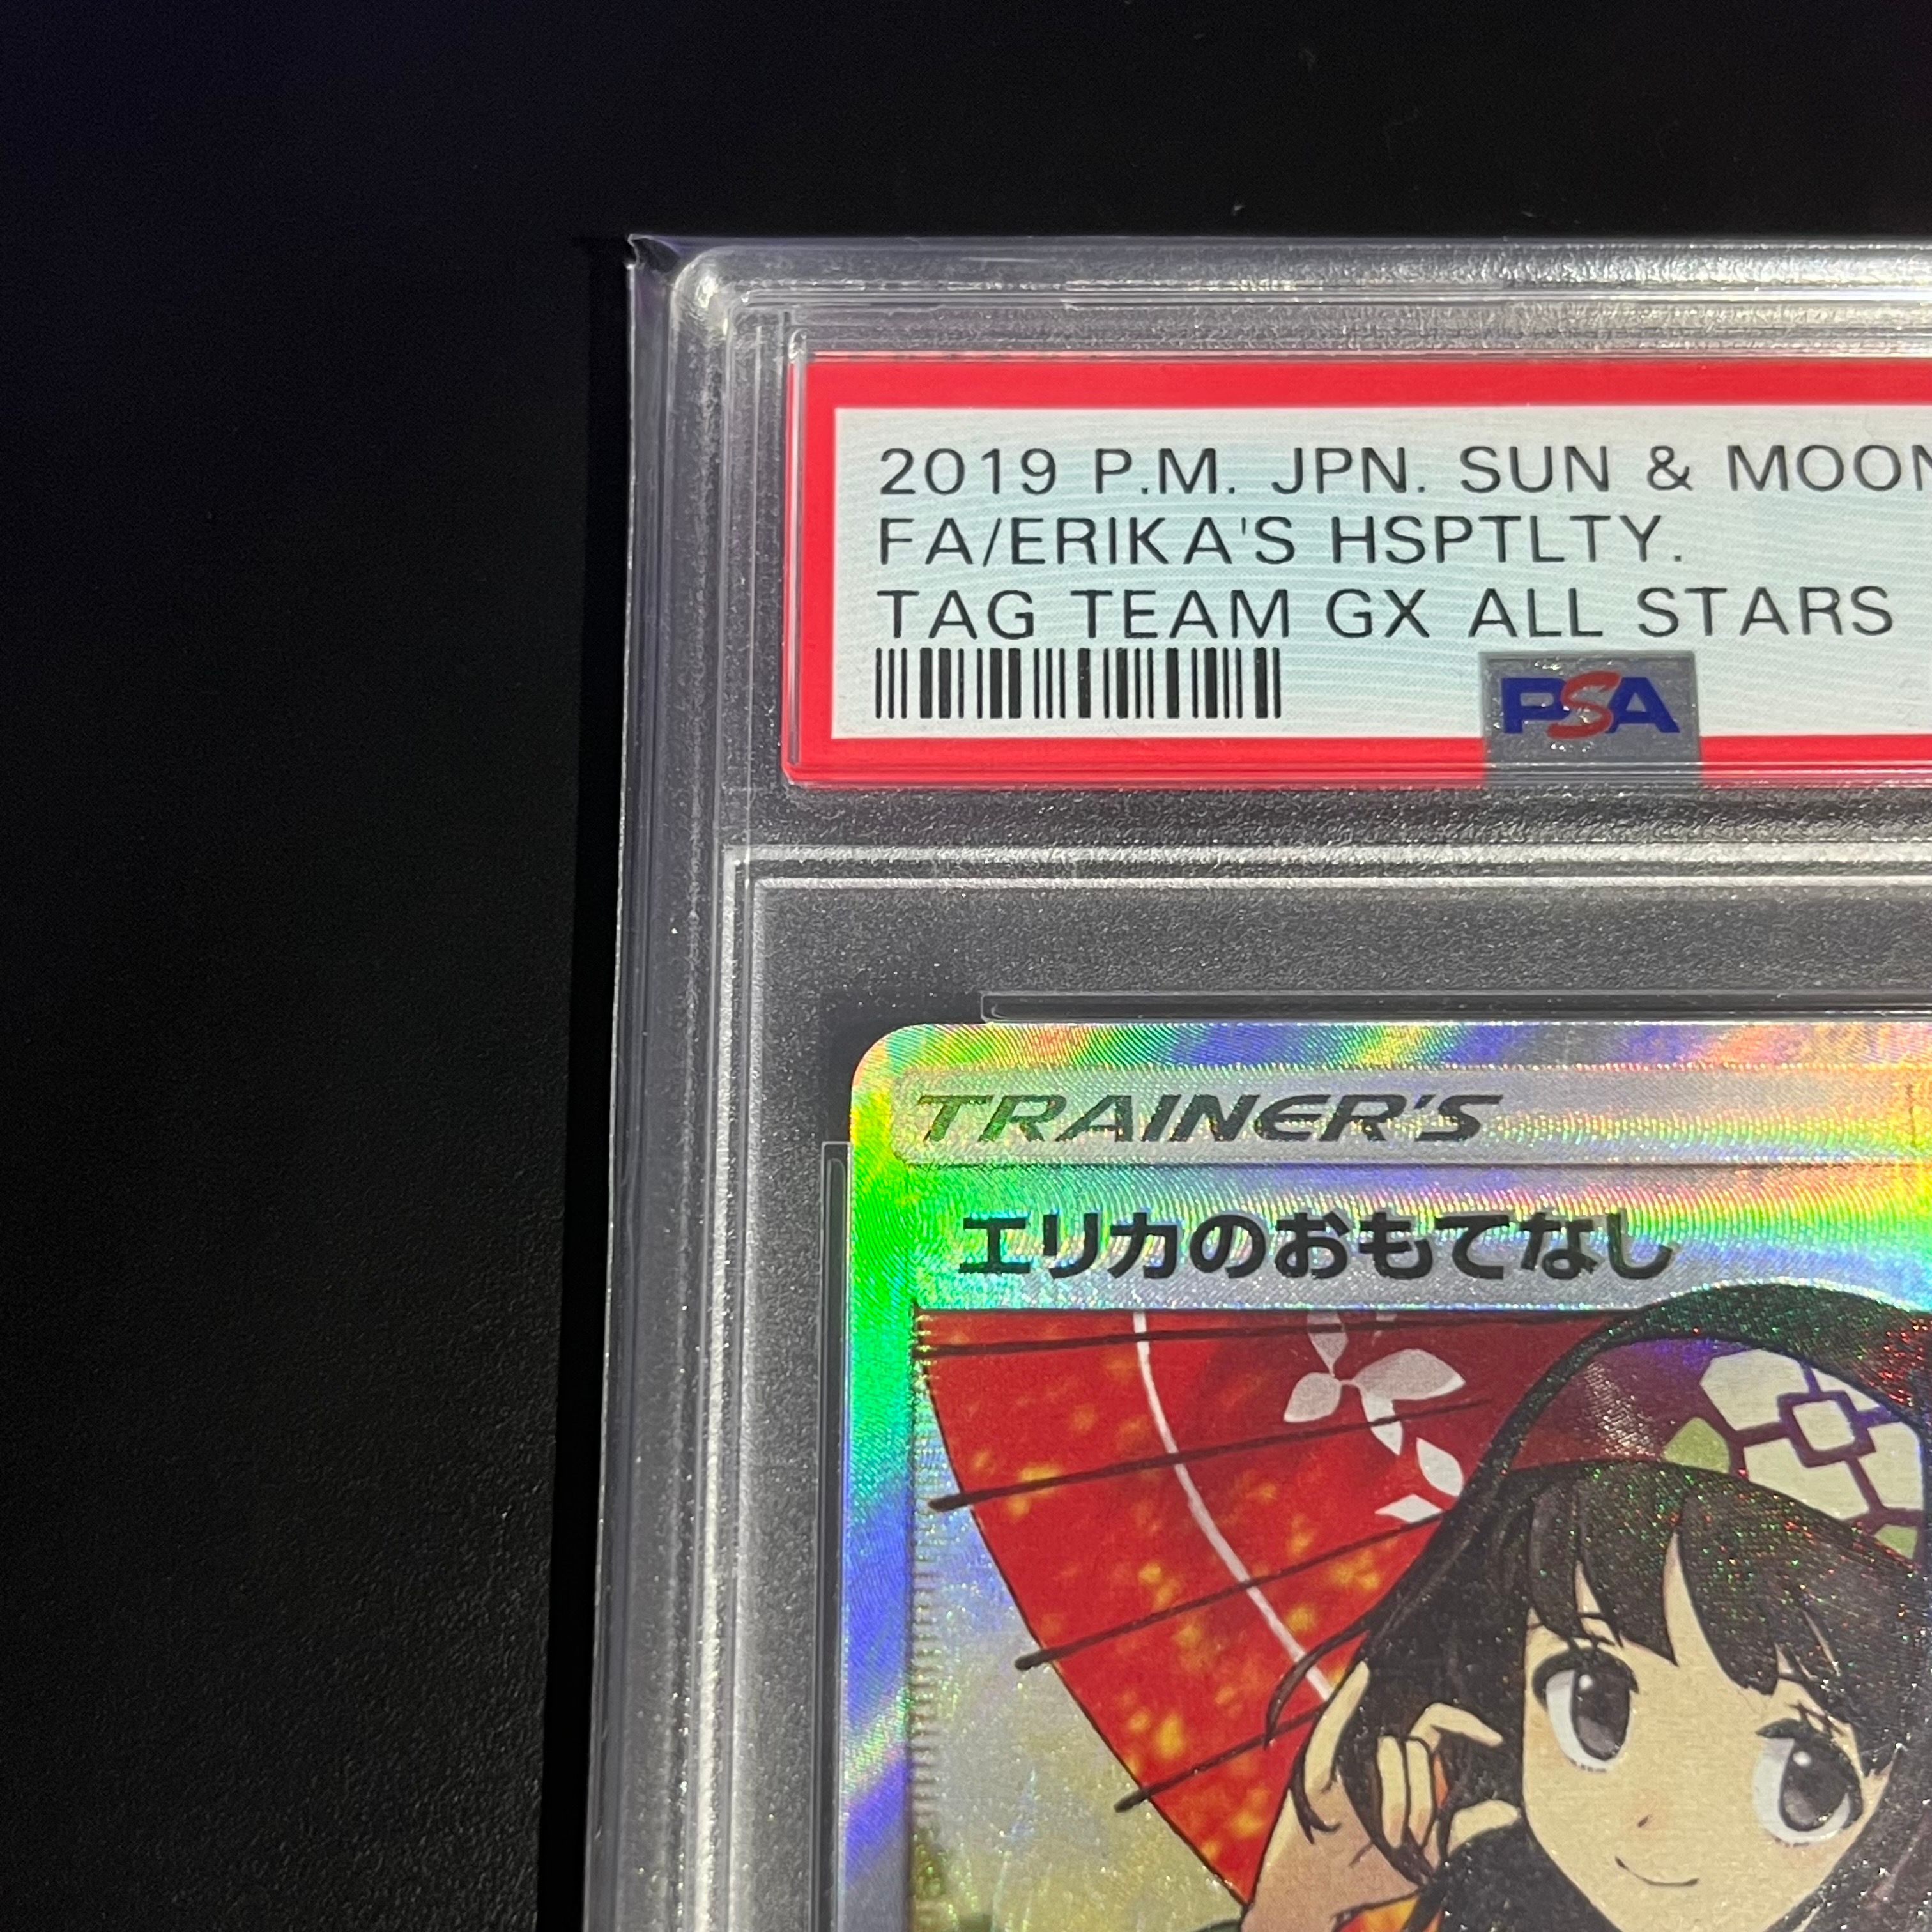 2019 P.M. JPN. SUN & MOON
FA/ERIKA'S HSPTLTY.
TAG TEAM GX ALL STARS
PSA
TRAINER'S
エリカのおもてなし